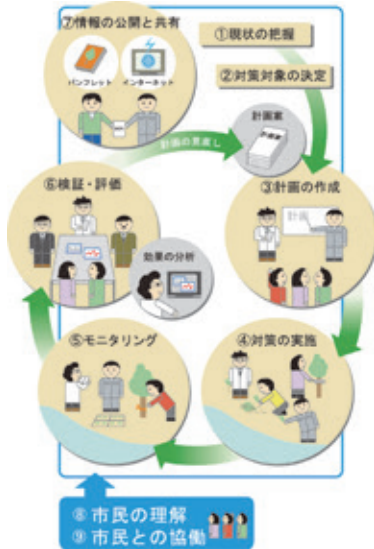 ⑦情報の公開と共有
パンフレット
インターネット
①現状の把握
②対策対象の決定
計画案
計画の見直し
③計画の作成
計画
⑥検証・評価
効果の分析
⑤モニタリング
④対策の実施
⑧市民の理解
⑨市民との協働